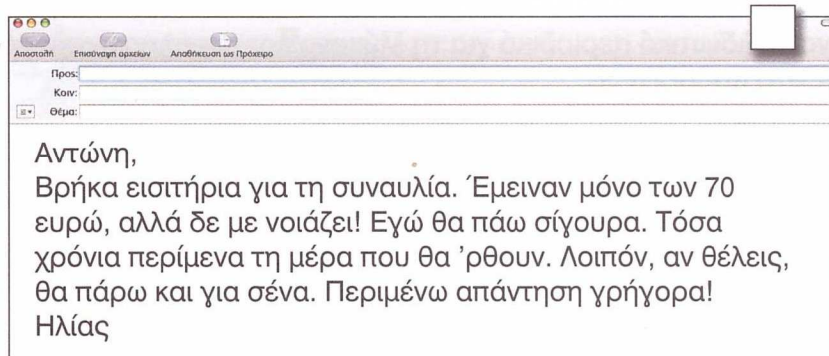 Αποστολή Επισύναψη αρχείων Αποθήκευση ως Πρόχειρο
Προς:
Κοιν:
Θέμα:
Αντώνη,
Βρήκα εισιτήρια για τη συναυλία. Έμειναν μόνο των 70
ευρώ, αλλά δε με νοιάζει! Εγώ θα πάω σίγουρα. Τόσα
χρόνια περίμενα τη μέρα που θα 'ρθουν. Λοιπόν, αν θέλεις,
θα πάρω και για σένα. Περιμένω απάντηση γρήγορα!
Ηλίας